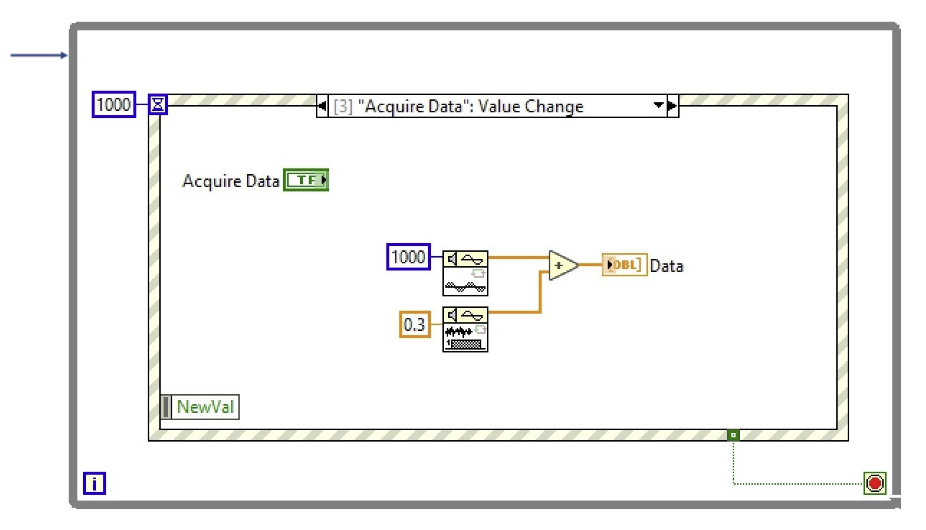 1000
[3] "Acquire Data": Value Change
Acquire Data TF
1000
DBL Data
0.3
NewVal
i